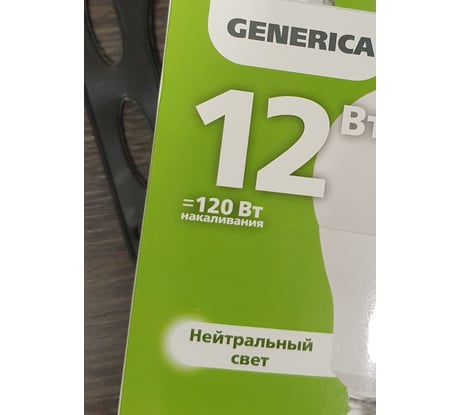 GENERICA
12 Вт
=120 Вт
накаливания
Нейтральный
свет